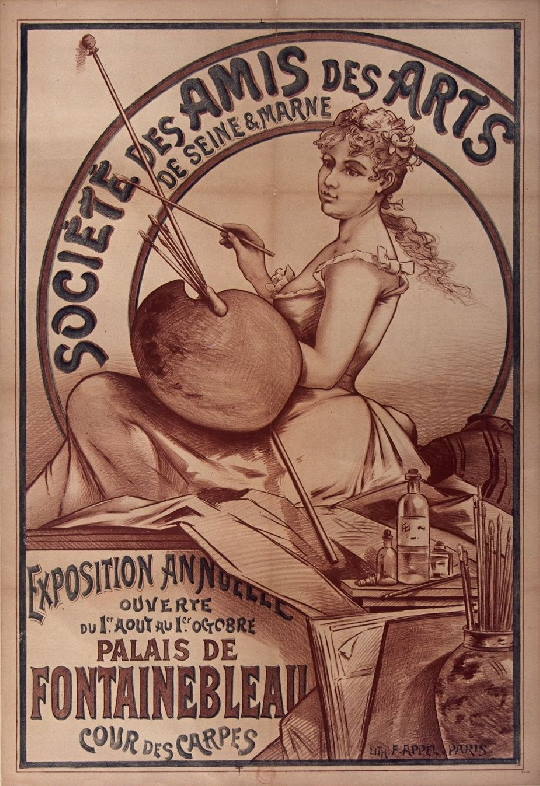 SOCIÉTÉ DES AMIS DES ARTS
DE SEINE & MARNE
EXPOSITION ANNUELLE
OUVERTE
DU 1er AOUT AU 1er OCTOBRE
PALAIS DE
FONTAINEBLEAU
COUR DES CARPES
LITH. F. APPEL. PARIS.